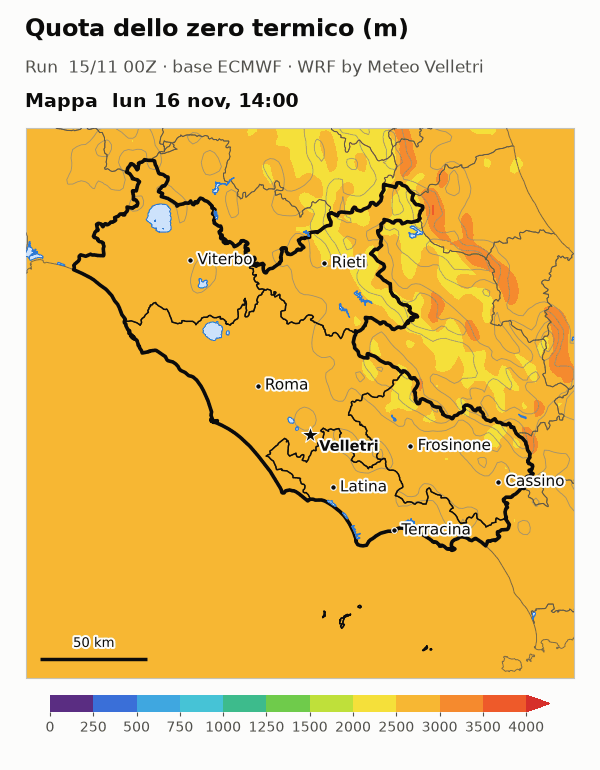 Quota dello zero termico (m)
Run  15/11 00Z · base ECMWF · WRF by Meteo Velletri
Mappa  lun 16 nov, 14:00
Viterbo
Rieti
Roma
Velletri
Frosinone
Cassino
Latina
Terracina
50 km
0 250 500 750 1000 1250 1500 2000 2500 3000 3500 4000